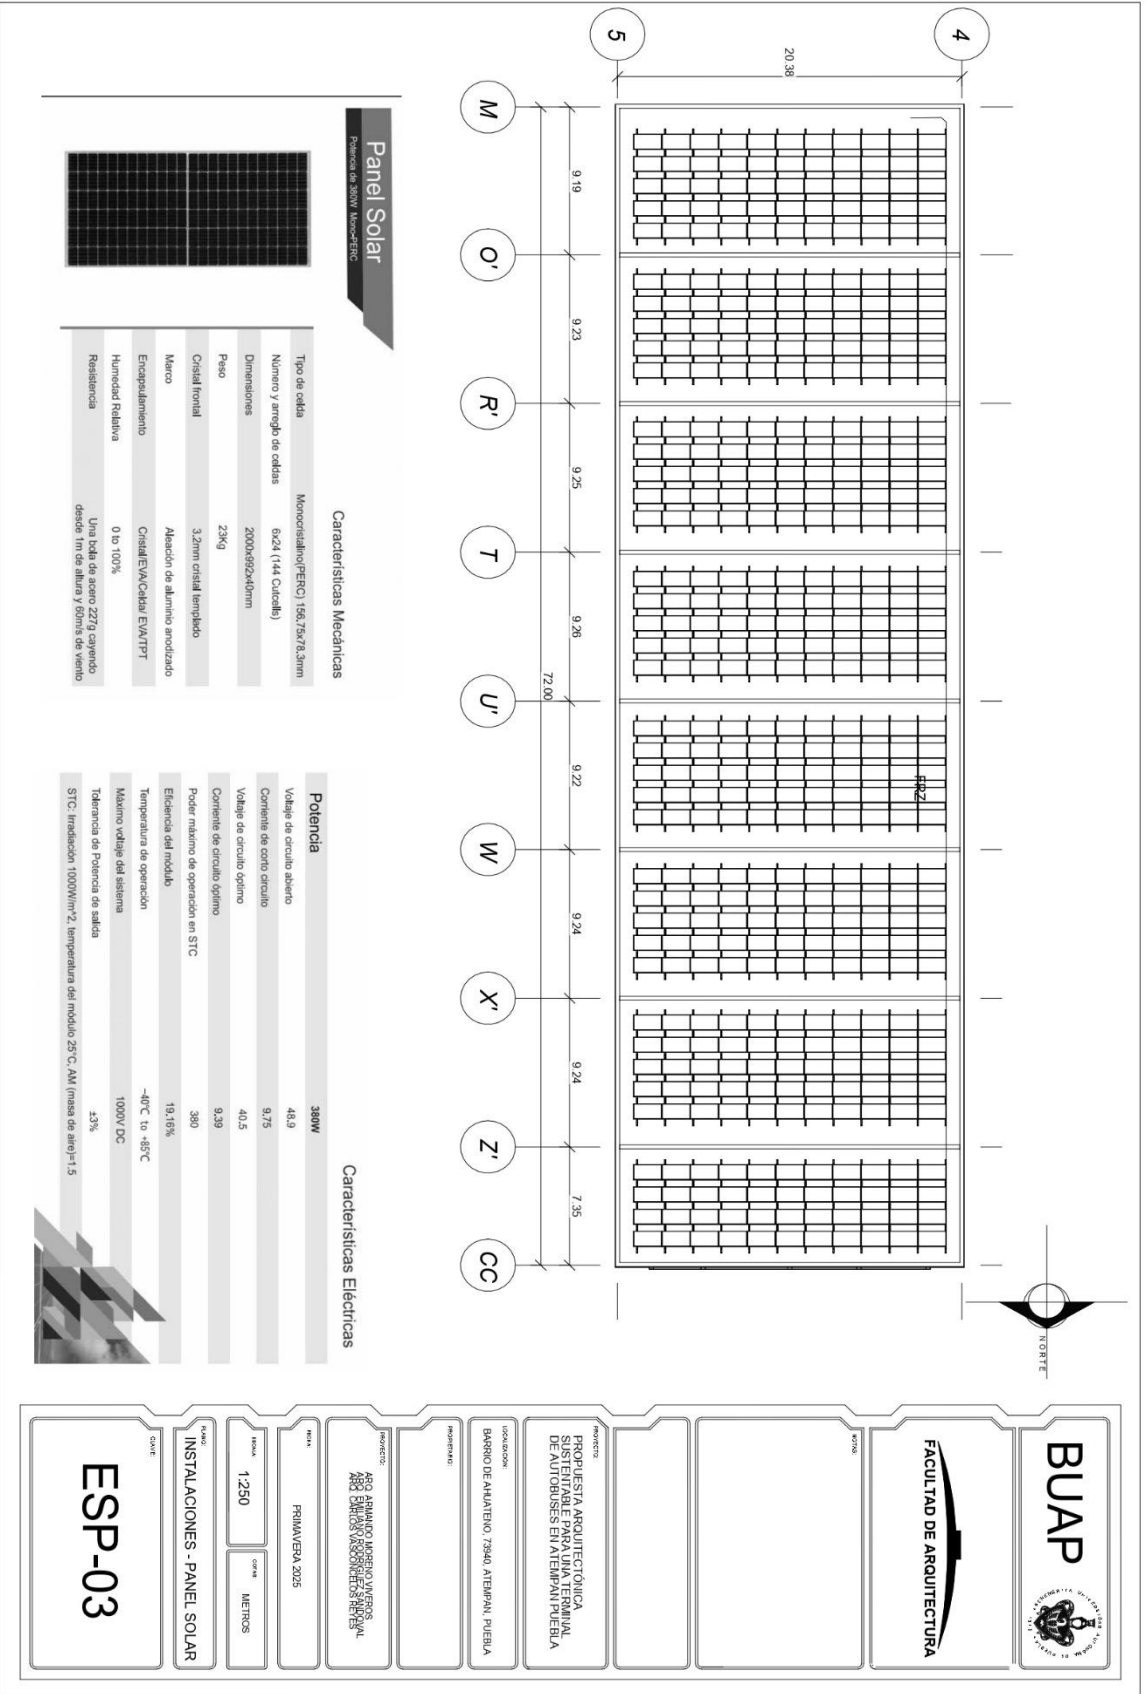 5
4
20.38
M
O'
R'
T
U'
W
X'
Z'
CC
9.19
9.23
9.25
9.26
9.22
9.24
9.24
7.35
72.00
FRZ
NORTE
Panel Solar
Potencia de 380W Mono-PERC
Características Mecánicas
Tipo de celda Monocristalino(PERC) 156.75x78.3mm
Número y arreglo de celdas 6x24 (144 Cutcells)
Dimensiones 2000x992x40mm
Peso 23Kg
Cristal frontal 3.2mm cristal templado
Marco Aleación de aluminio anodizado
Encapsulamiento Cristal/EVA/Celda/ EVA/TPT
Humedad Relativa 0 to 100%
Resistencia Una bola de acero 227g cayendo
desde 1m de altura y 60m/s de viento
Características Eléctricas
Potencia 380W
Voltaje de circuito abierto 48.9
Corriente de corto circuito 9.75
Voltaje de circuito óptimo 40.5
Corriente de circuito óptimo 9.39
Poder máximo de operación en STC 380
Eficiencia del módulo 19.16%
Temperatura de operación -40°C to +85°C
Máximo voltaje del sistema 1000V DC
Tolerancia de Potencia de salida ±3%
STC: Irradiación 1000W/m^2, temperatura del módulo 25°C, AM (masa de aire)=1.5
BUAP
FACULTAD DE ARQUITECTURA
NOTAS:
PROYECTO:
PROPUESTA ARQUITECTÓNICA
SUSTENTABLE PARA UNA TERMINAL
DE AUTOBUSES EN ATEMPAN PUEBLA
LOCALIZACION:
BARRIO DE AHUATENO, 73940, ATEMPAN, PUEBLA
PROPIETARIO:
PROYECTO:
ARQ. ARMANDO MORENO VIVEROS
ARQ. EMILIANO RODRIGUEZ SANDOVAL
ARQ. CARLOS VASCONCELOS REYES
FECHA:
PRIMAVERA 2025
ESCALA:
1:250
COTAS:
METROS
PLANO:
INSTALACIONES - PANEL SOLAR
CLAVE:
ESP-03